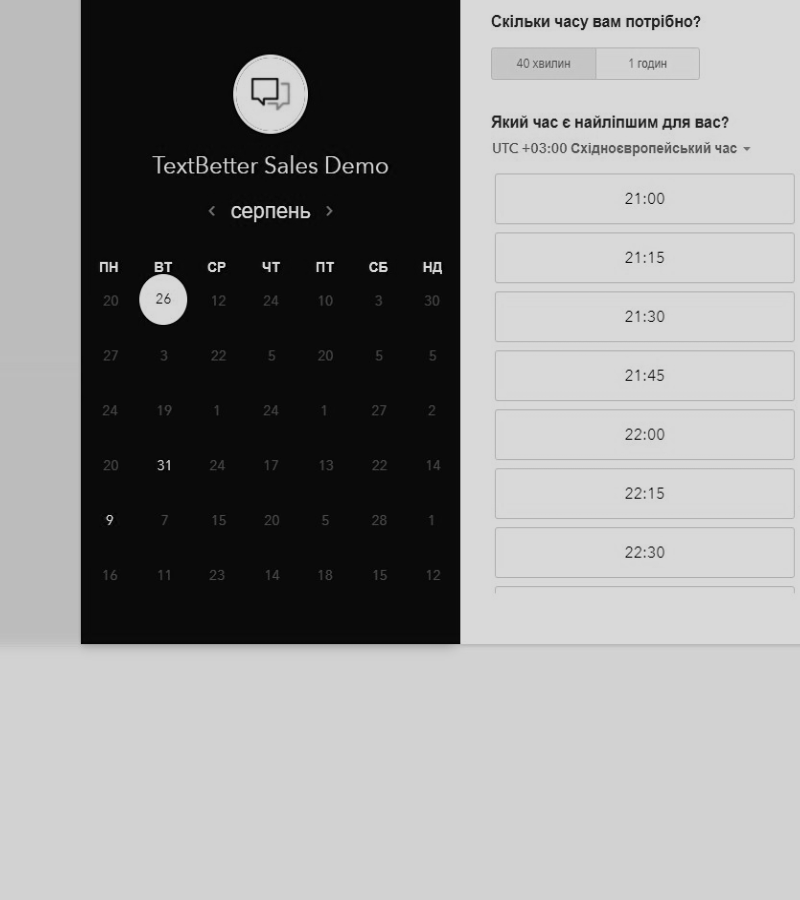 TextBetter Sales Demo
серпень
ПН ВТ СР ЧТ ПТ СБ НД
20 26 12 24 10 3 30
27 3 22 5 20 5 5
24 19 1 24 1 27 2
20 31 24 17 13 22 14
9 7 15 20 5 28 1
16 11 23 14 18 15 12
Скільки часу вам потрібно?
40 хвилин 1 годин
Який час є найліпшим для вас?
UTC +03:00 Східноєвропейський час
21:00
21:15
21:30
21:45
22:00
22:15
22:30